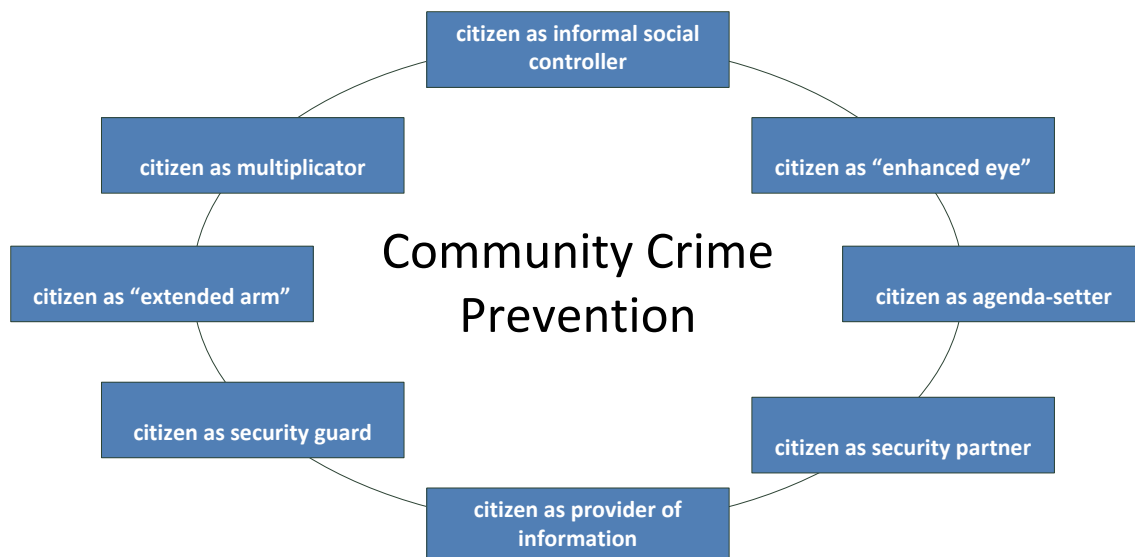 citizen as informal social
controller
citizen as multiplicator
citizen as “enhanced eye”
Community Crime
Prevention
citizen as “extended arm”
citizen as agenda-setter
citizen as security guard
citizen as security partner
citizen as provider of
information